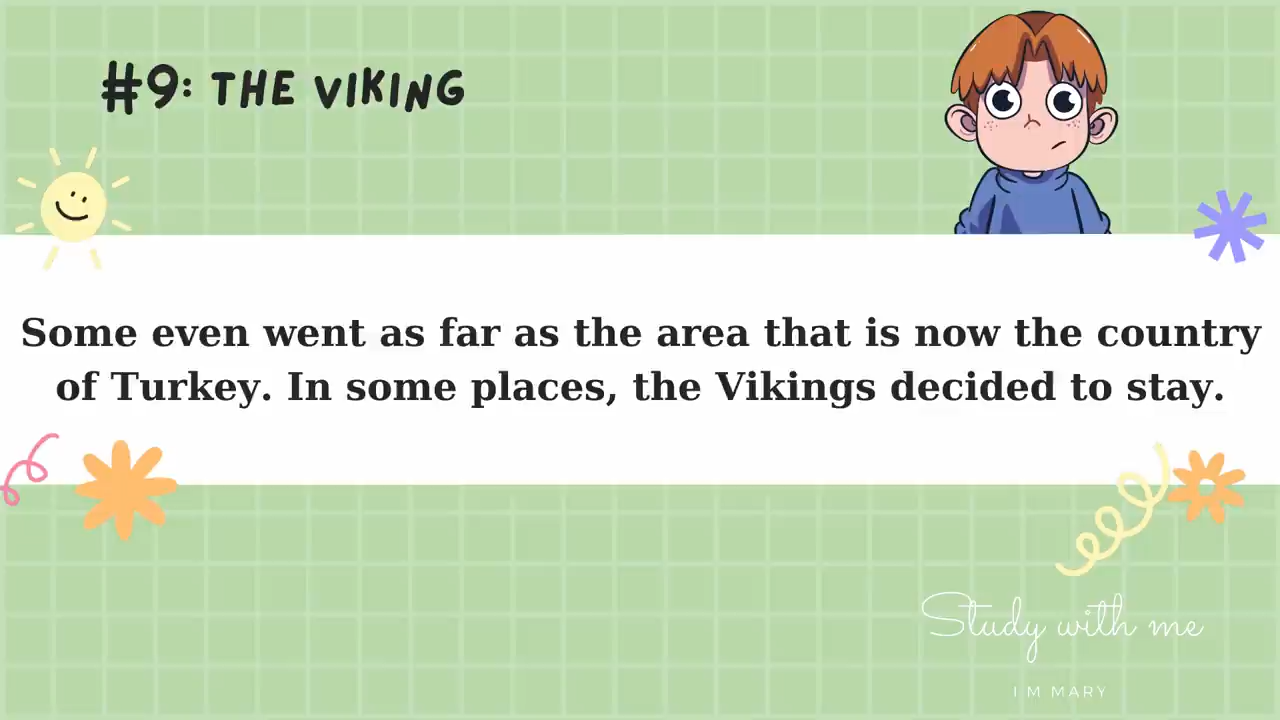 #9: THE VIKING
Some even went as far as the area that is now the country
of Turkey. In some places, the Vikings decided to stay.
Study with me
I M MARY